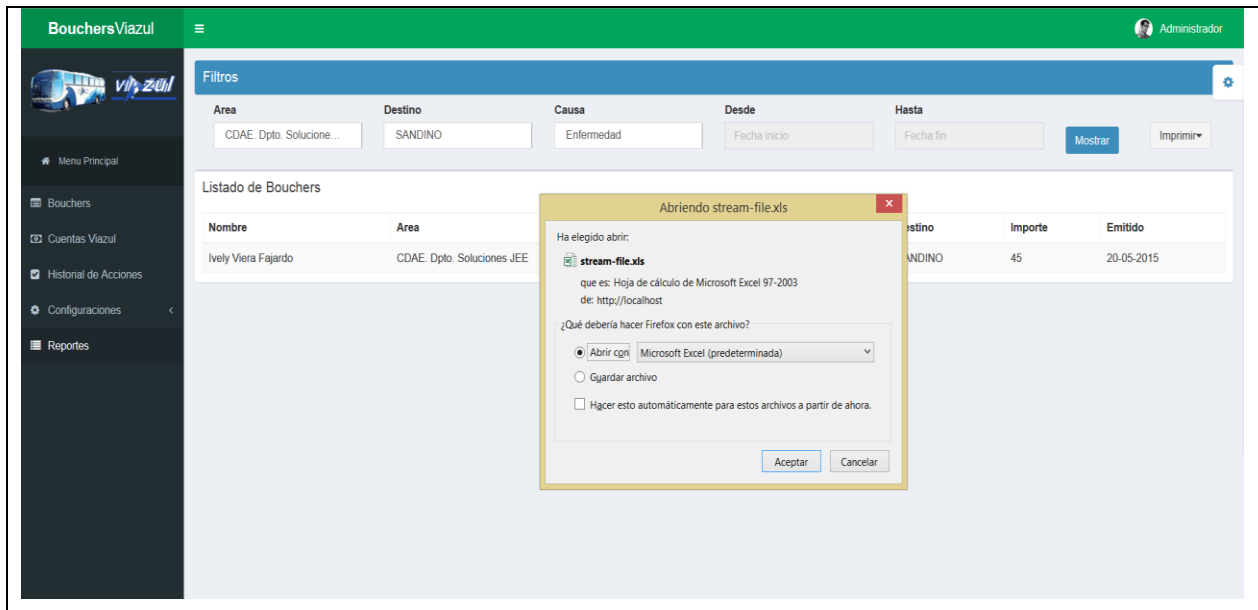 BouchersViazul
Administrador
viazul
Filtros
Area Destino Causa Desde Hasta
CDAE. Dpto. Solucione... SANDINO Enfermedad Fecha inicio Fecha fin Mostrar Imprimir
Menu Principal
Bouchers
Cuentas Viazul
Historial de Acciones
Configuraciones
Reportes
Listado de Bouchers
Nombre Area Importe Emitido
Ively Viera Fajardo CDAE. Dpto. Soluciones JEE 45 20-05-2015
Abriendo stream-file.xls
Ha elegido abrir:
stream-file.xls
que es: Hoja de cálculo de Microsoft Excel 97-2003
de: http://localhost
¿Qué debería hacer Firefox con este archivo?
Abrir con Microsoft Excel (predeterminada)
Guardar archivo
Hacer esto automáticamente para estos archivos a partir de ahora.
Aceptar Cancelar